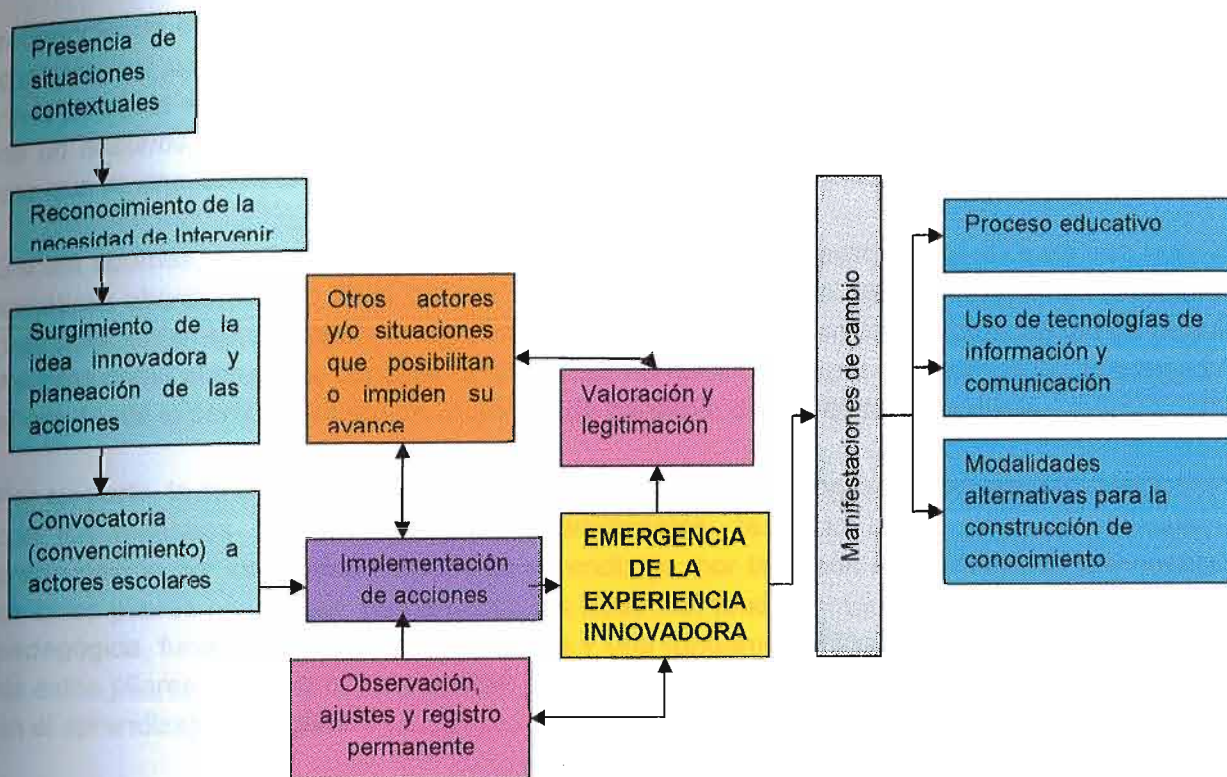 Presencia de
situaciones
contextuales
Reconocimiento de la
necesidad de Intervenir
Surgimiento de la
idea innovadora y
planeación de las
acciones
Convocatoria
(convencimiento) a
actores escolares
Otros actores
y/o situaciones
que posibilitan
o impiden su
avance
Implementación
de acciones
Observación,
ajustes y registro
permanente
Valoración y
legitimación
EMERGENCIA
DE LA
EXPERIENCIA
INNOVADORA
Manifestaciones de cambio
Proceso educativo
Uso de tecnologías de
información y
comunicación
Modalidades
alternativas para la
construcción de
conocimiento